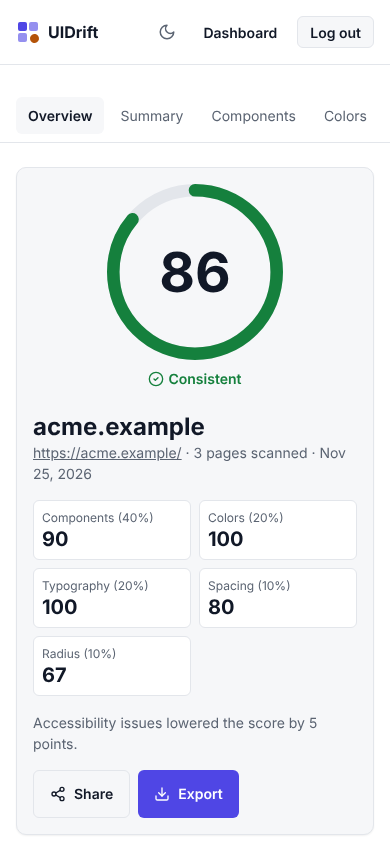 UIDrift
Dashboard
Log out
Overview
Summary
Components
Colors
86
Consistent
acme.example
https://acme.example/ · 3 pages scanned · Nov
25, 2026
Components (40%)
90
Colors (20%)
100
Typography (20%)
100
Spacing (10%)
80
Radius (10%)
67
Accessibility issues lowered the score by 5
points.
Share
Export